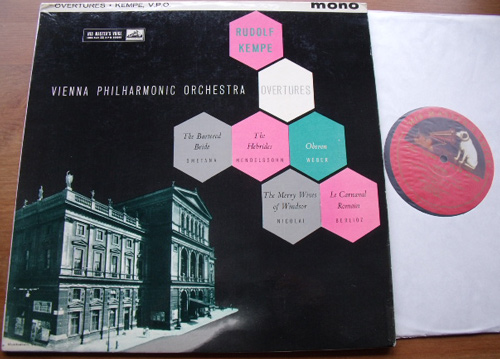 OVERTURES · KEMPE, V.P.O
mono
HIS MASTER'S VOICE
RUDOLF
KEMPE
VIENNA PHILHARMONIC ORCHESTRA
OVERTURES
The Bartered
Bride
SMETANA
The
Hebrides
MENDELSSOHN
Oberon
WEBER
The Merry Wives
of Windsor
NICOLAI
Le Carnaval
Romain
BERLIOZ